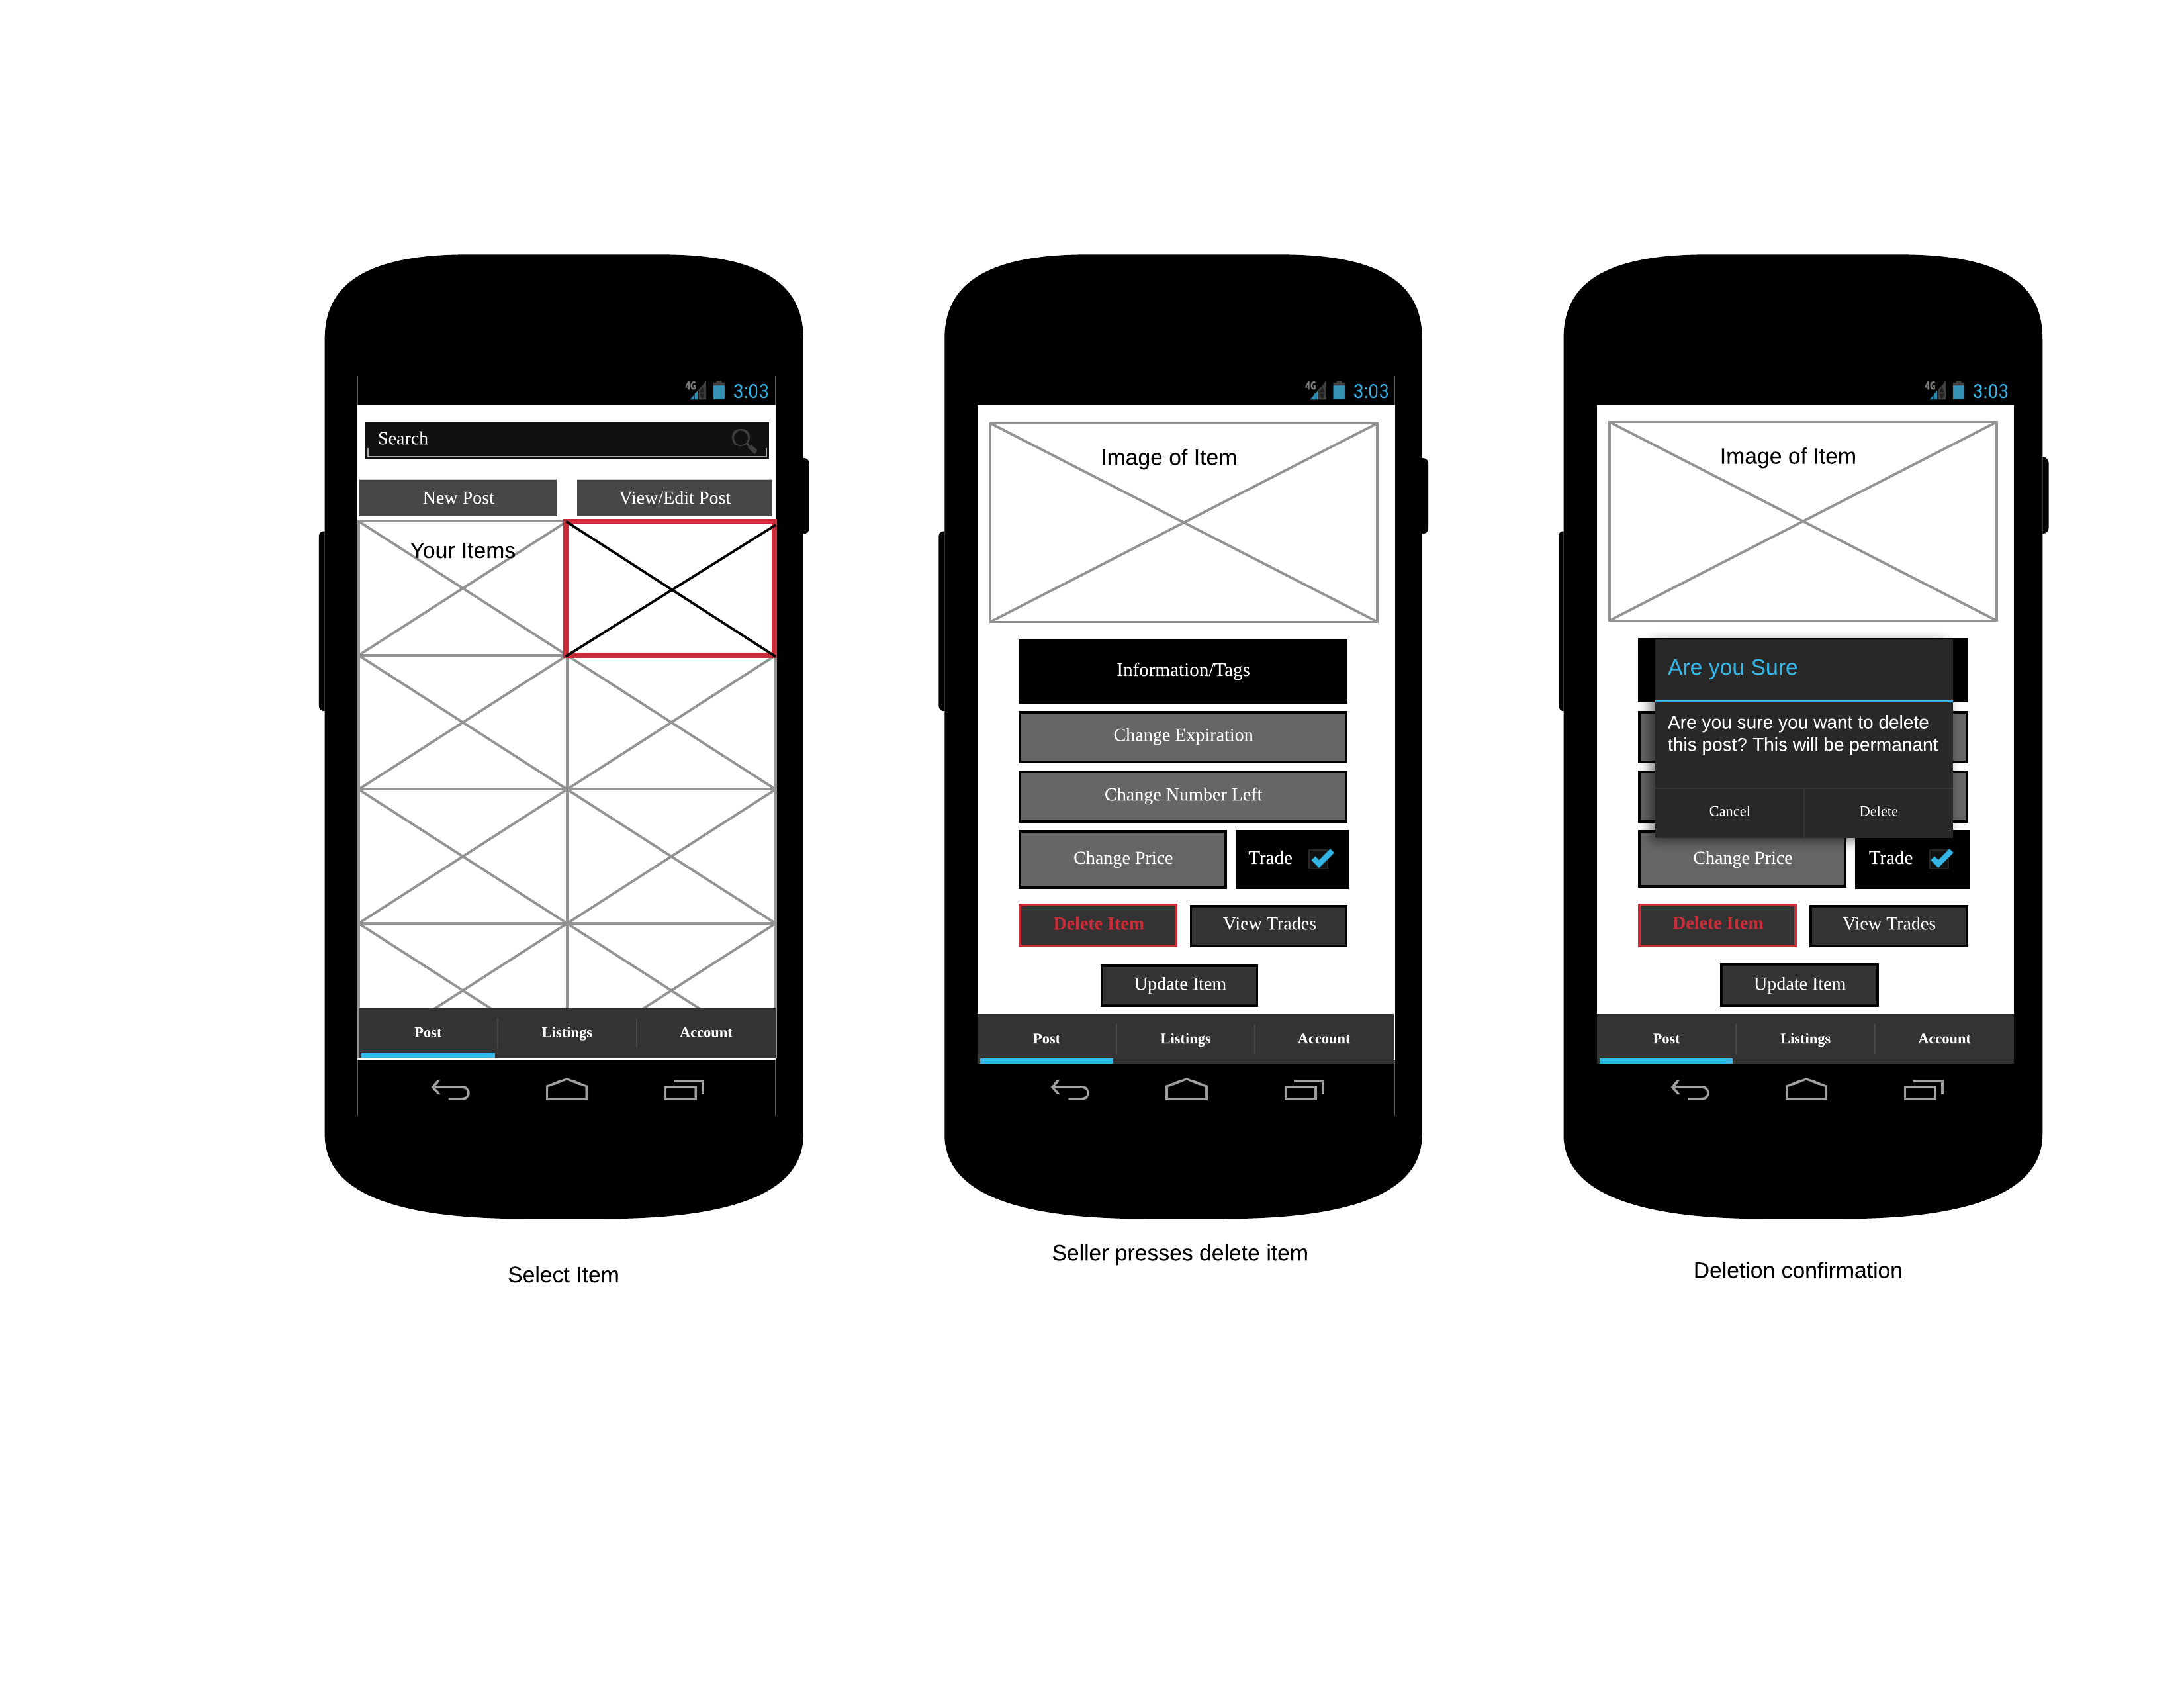 4G 3:03
Search
New Post View/Edit Post
Your Items
Post Listings Account
Select Item
4G 3:03
Image of Item
Information/Tags
Change Expiration
Change Number Left
Change Price Trade
Delete Item View Trades
Update Item
Post Listings Account
Seller presses delete item
4G 3:03
Image of Item
Are you Sure
Are you sure you want to delete
this post? This will be permanant
Cancel Delete
Change Price Trade
Delete Item View Trades
Update Item
Post Listings Account
Deletion confirmation